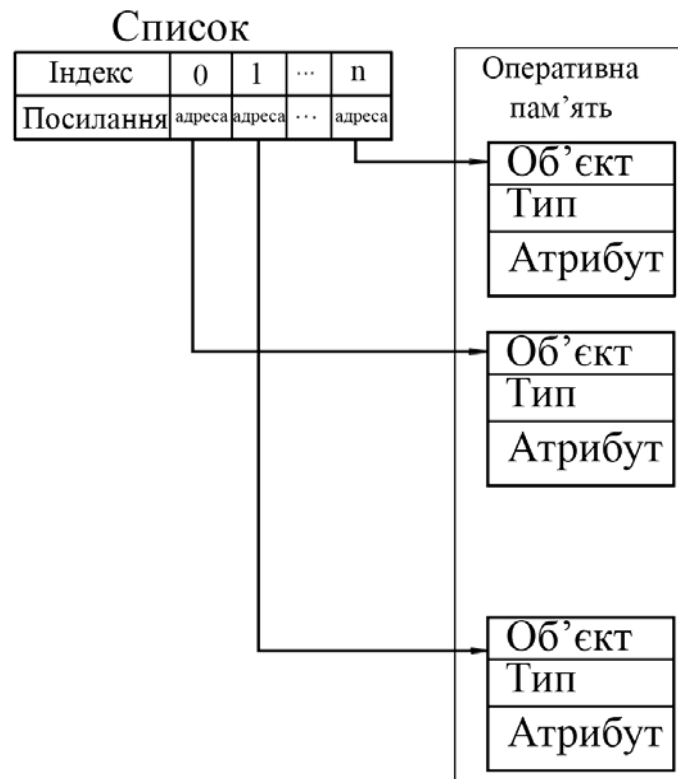 Список
Індекс 0 1 ... n
Посилання адреса адреса ... адреса
Оперативна
пам’ять
Об’єкт
Тип
Атрибут
Об’єкт
Тип
Атрибут
Об’єкт
Тип
Атрибут